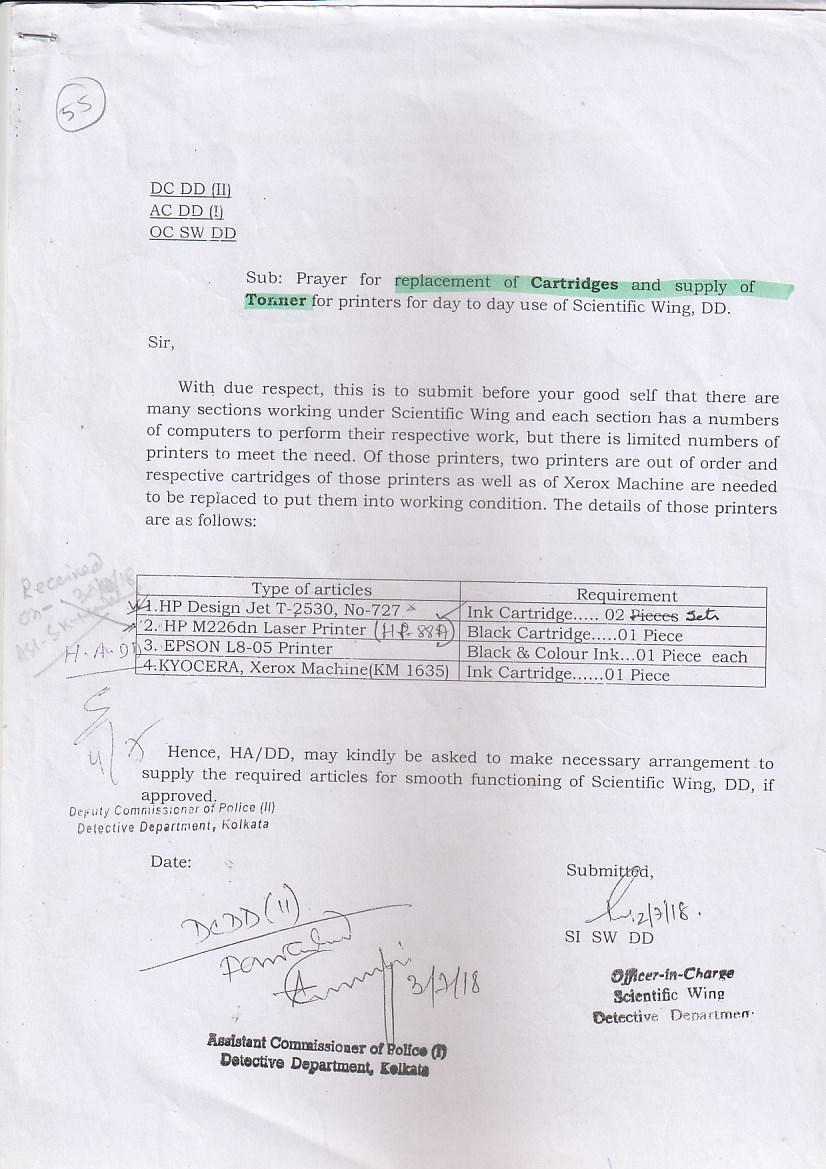 55
DC DD (II)
AC DD (I)
OC SW DD
Sub: Prayer for replacement of Cartridges and supply of
Tonner for printers for day to day use of Scientific Wing, DD.
Sir,
With due respect, this is to submit before your good self that there are
many sections working under Scientific Wing and each section has a numbers
of computers to perform their respective work, but there is limited numbers of
printers to meet the need. Of those printers, two printers are out of order and
respective cartridges of those printers as well as of Xerox Machine are needed
to be replaced to put them into working condition. The details of those printers
are as follows:
Received
on-
Type of articles Requirement
1.HP Design Jet T-2530, No-727 Ink Cartridge..... 02 Pieces Sets
2. HP M226dn Laser Printer (HP-88A) Black Cartridge.....01 Piece
H.A-DD 3. EPSON L8-05 Printer Black & Colour Ink...01 Piece each
4.KYOCERA, Xerox Machine(KM 1635) Ink Cartridge......01 Piece
Hence, HA/DD, may kindly be asked to make necessary arrangement to
supply the required articles for smooth functioning of Scientific Wing, DD, if
approved.
Deputy Commissioner of Police (II)
Detective Department, Kolkata
Date:
Submitted,
DCDD (II)
2/7/18.
SI SW DD
3/7/18
Officer-in-Charge
Scientific Wing
Detective Departmen
Assistant Commissioner of Police (I)
Detective Department, Kolkata